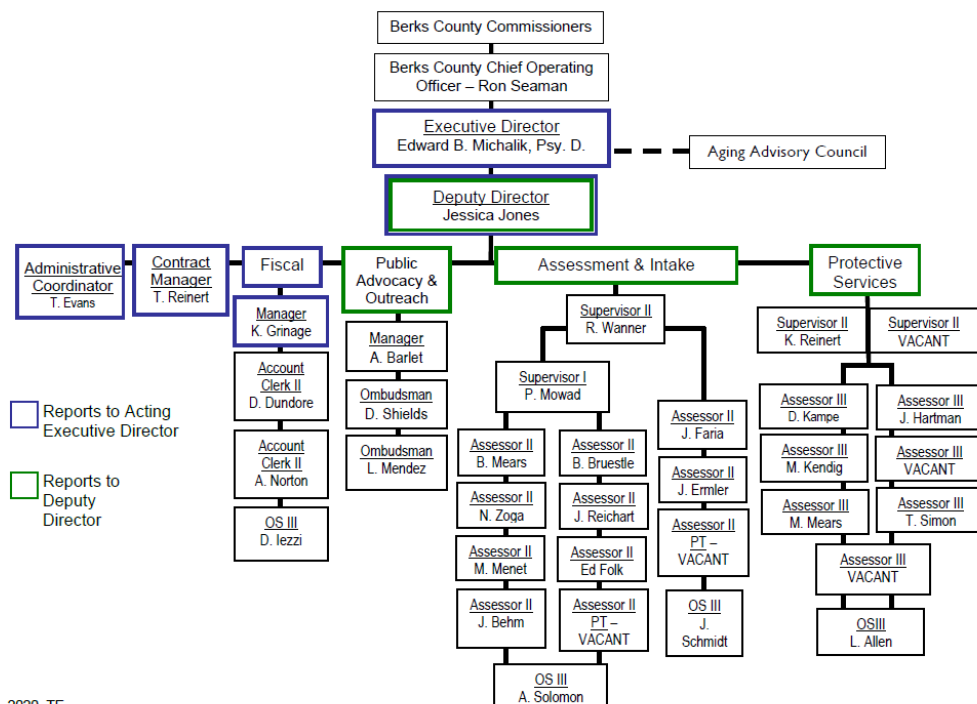 Berks County Commissioners
Berks County Chief Operating
Officer – Ron Seaman
Executive Director
Edward B. Michalik, Psy. D.
Aging Advisory Council
Deputy Director
Jessica Jones
Administrative
Coordinator
T. Evans
Contract
Manager
T. Reinert
Fiscal
Public
Advocacy &
Outreach
Assessment & Intake
Protective
Services
Manager
K. Grinage
Account
Clerk II
D. Dundore
Account
Clerk II
A. Norton
OS III
D. Iezzi
Manager
A. Barlet
Ombudsman
D. Shields
Ombudsman
L. Mendez
Supervisor II
R. Wanner
Supervisor I
P. Mowad
Assessor II
B. Mears
Assessor II
N. Zoga
Assessor II
M. Menet
Assessor II
J. Behm
Assessor II
B. Bruestle
Assessor II
J. Reichart
Assessor II
Ed Folk
Assessor II
PT –
VACANT
OS III
A. Solomon
Assessor II
J. Faria
Assessor II
J. Ermler
Assessor II
PT –
VACANT
OS III
J.
Schmidt
Supervisor II
K. Reinert
Supervisor II
VACANT
Assessor III
D. Kampe
Assessor III
M. Kendig
Assessor III
M. Mears
Assessor III
J. Hartman
Assessor III
VACANT
Assessor III
T. Simon
Assessor III
VACANT
OSIII
L. Allen
Reports to Acting
Executive Director
Reports to
Deputy
Director